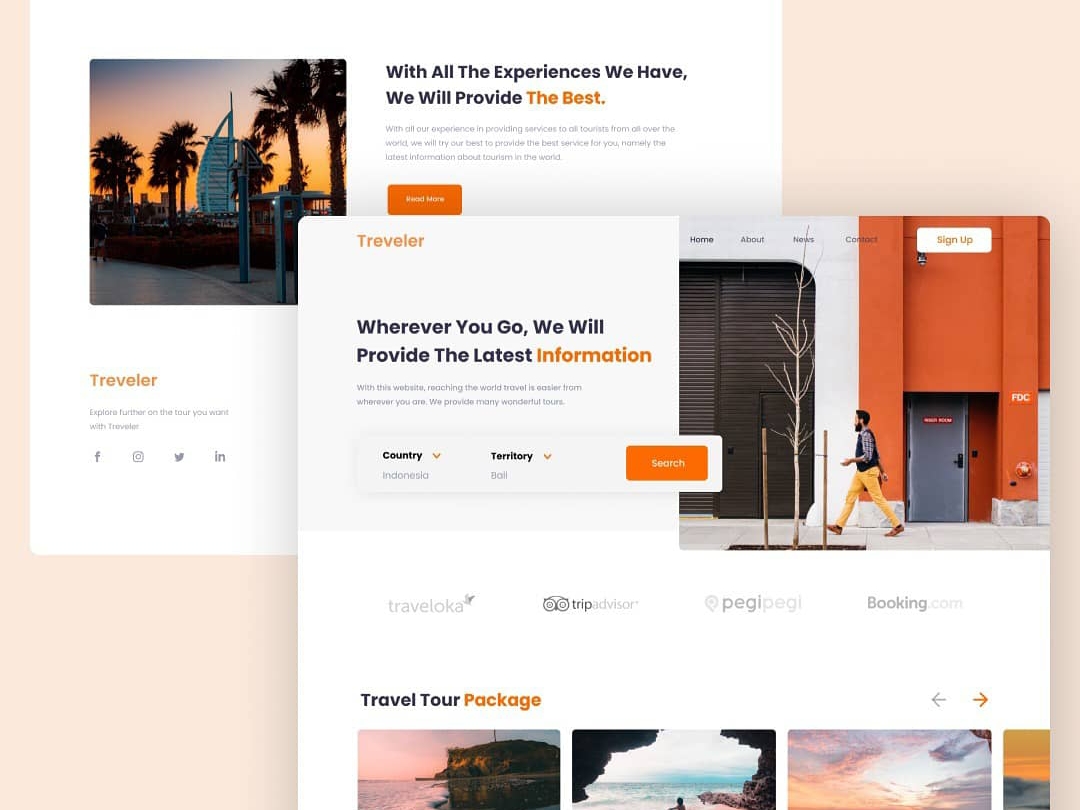 With All The Experiences We Have,
We Will Provide The Best.
With all our experience in providing services to all tourists from all over the
world, we will try our best to provide the best service for you, namely the
latest information about tourism in the world.
Read More
Treveler
Explore further on the tour you want
with Treveler
Treveler
Home About News Contact Sign Up
Wherever You Go, We Will
Provide The Latest Information
With this website, reaching the world travel is easier from
wherever you are. We provide many wonderful tours.
Country Territory
Indonesia Bali
Search
FDC
RISER ROOM
traveloka tripadvisor pegipegi Booking.com
Travel Tour Package